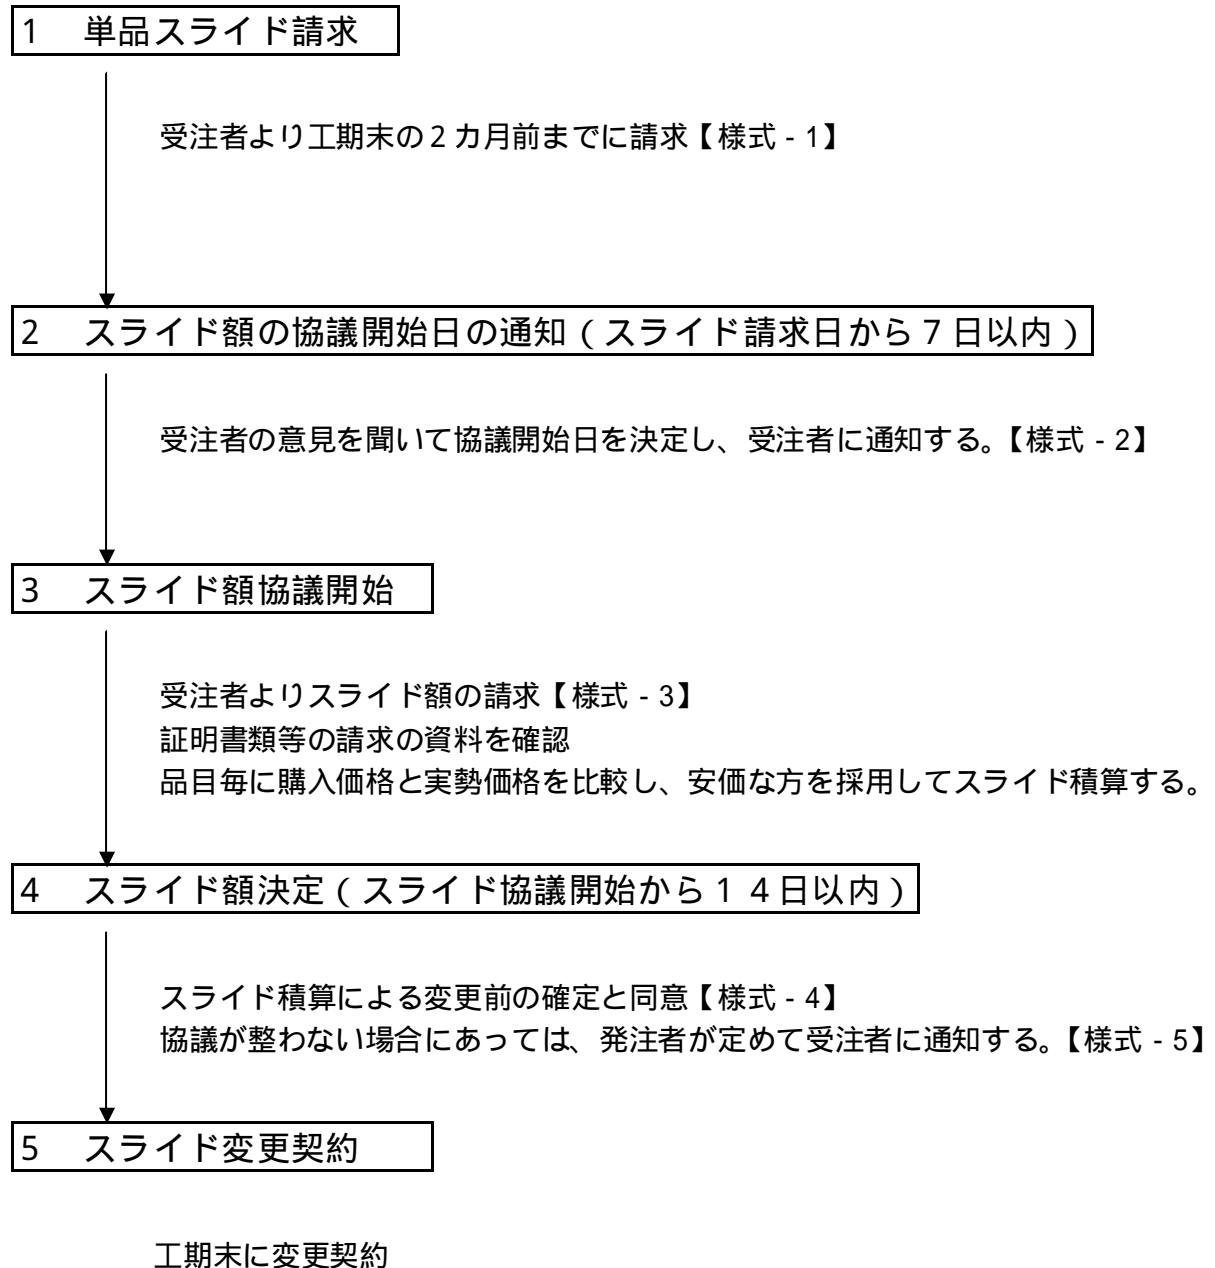 1　単品スライド請求
受注者より工期末の２カ月前までに請求【様式‐1】
2　スライド額の協議開始日の通知（スライド請求日から７日以内）
受注者の意見を聞いて協議開始日を決定し、受注者に通知する。【様式‐2】
3　スライド額協議開始
受注者よりスライド額の請求【様式‐3】
証明書類等の請求の資料を確認
品目毎に購入価格と実勢価格を比較し、安価な方を採用してスライド積算する。
4　スライド額決定（スライド協議開始から１４日以内）
スライド積算による変更前の確定と同意【様式‐4】
協議が整わない場合にあっては、発注者が定めて受注者に通知する。【様式‐5】
5　スライド変更契約
工期末に変更契約